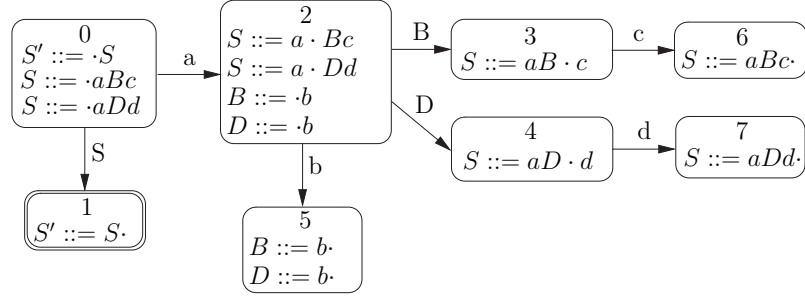 0
S' ::= ·S
S ::= ·aBc
S ::= ·aDd
a
2
S ::= a · Bc
S ::= a · Dd
B ::= ·b
D ::= ·b
B
3
S ::= aB · c
c
6
S ::= aBc·
D
4
S ::= aD · d
d
7
S ::= aDd·
S
1
S' ::= S·
b
5
B ::= b·
D ::= b·